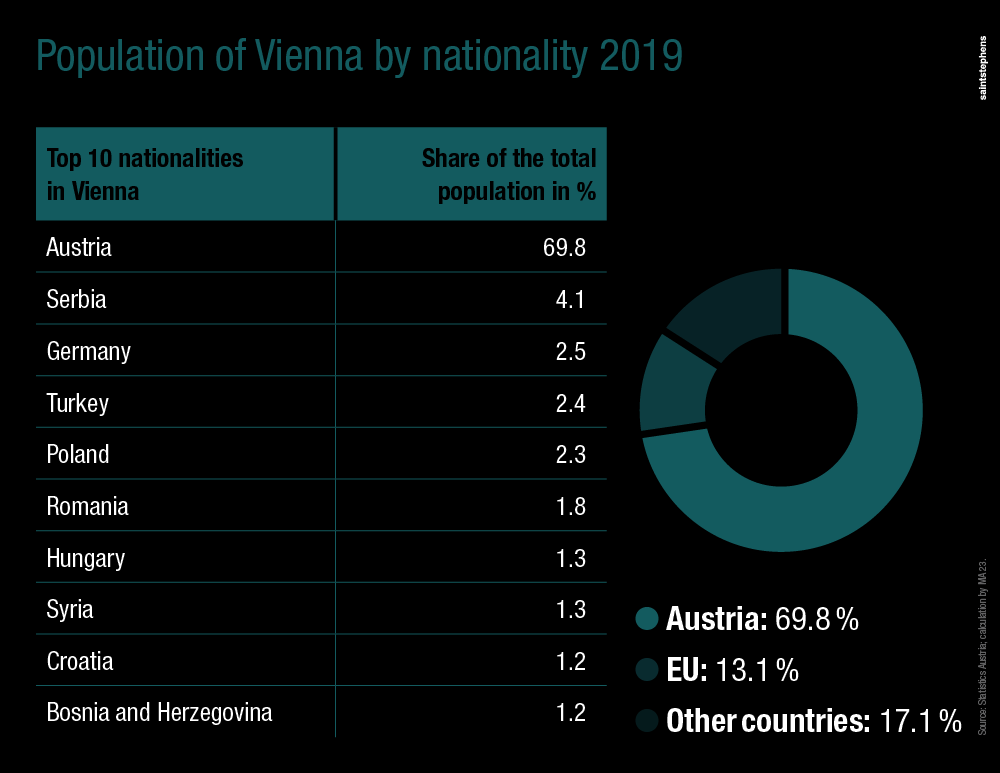 Population of Vienna by nationality 2019
saintstephens
Top 10 nationalities
in Vienna
Share of the total
population in %
Austria 69.8
Serbia 4.1
Germany 2.5
Turkey 2.4
Poland 2.3
Romania 1.8
Hungary 1.3
Syria 1.3
Croatia 1.2
Bosnia and Herzegovina 1.2
Austria: 69.8 %
EU: 13.1 %
Other countries: 17.1 %
Source: Statistics Austria; calculation by MA 23.